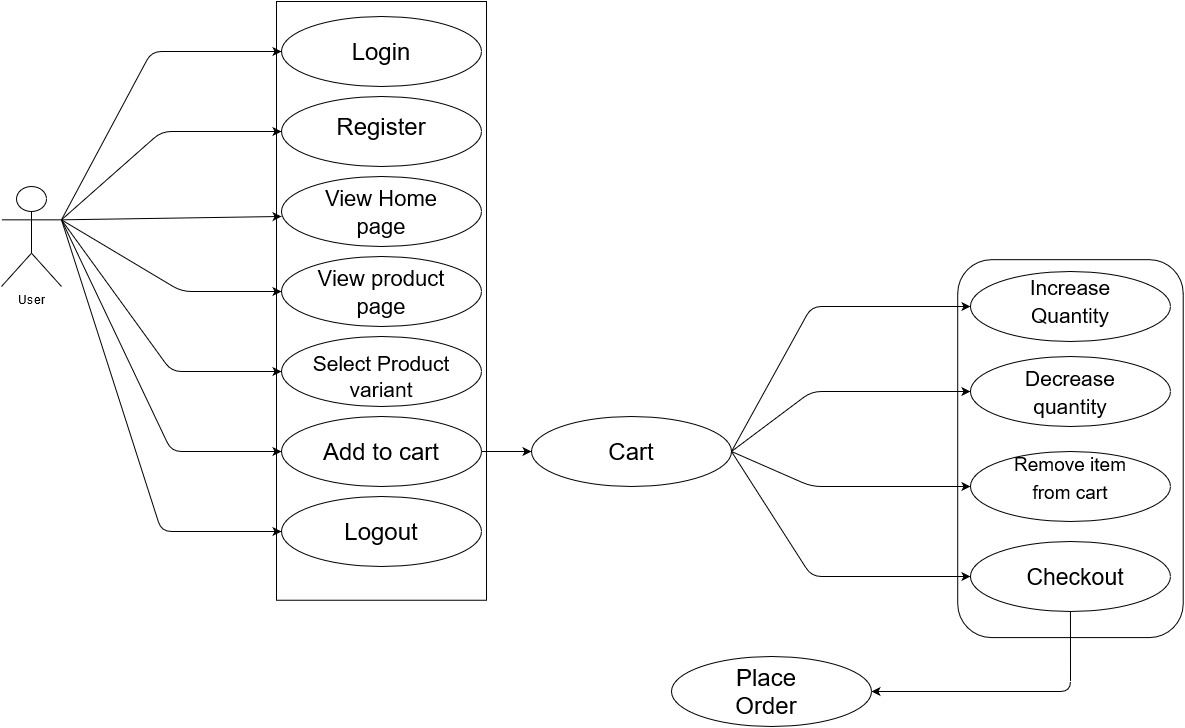 Login
Register
View Home
page
View product
page
Select Product
variant
Add to cart
Logout
User
Cart
Increase
Quantity
Decrease
quantity
Remove item
from cart
Checkout
Place
Order